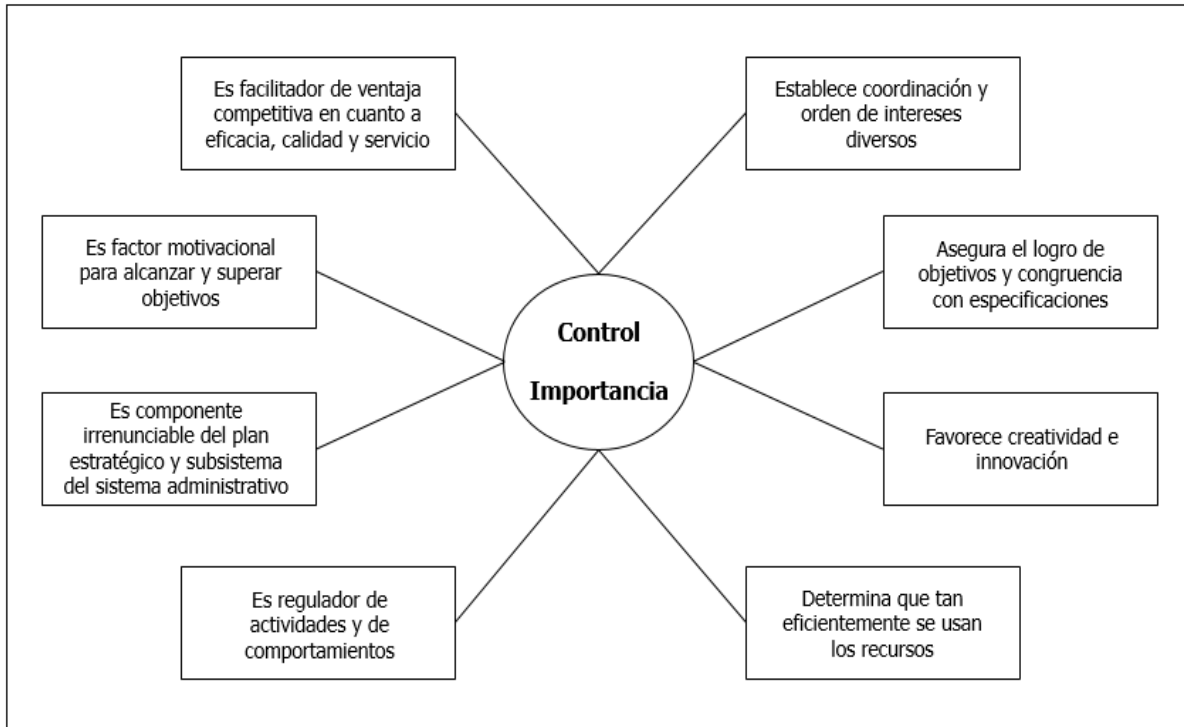 Es facilitador de ventaja
competitiva en cuanto a
eficacia, calidad y servicio
Establece coordinación y
orden de intereses
diversos
Es factor motivacional
para alcanzar y superar
objetivos
Asegura el logro de
objetivos y congruencia
con especificaciones
Control
Importancia
Es componente
irrenunciable del plan
estratégico y subsistema
del sistema administrativo
Favorece creatividad e
innovación
Es regulador de
actividades y de
comportamientos
Determina que tan
eficientemente se usan
los recursos